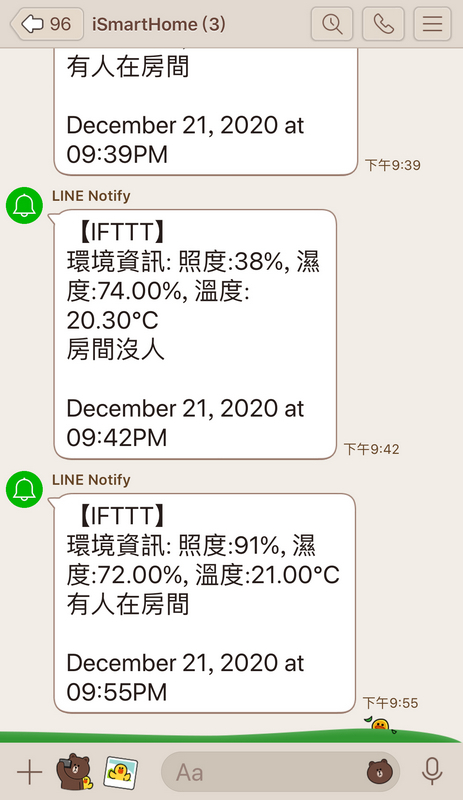 96 iSmartHome (3)
有人在房間
December 21, 2020 at
09:39PM
下午9:39
LINE Notify
【IFTTT】
環境資訊: 照度:38%, 濕
度:74.00%, 溫度:
20.30°C
房間沒人
December 21, 2020 at
09:42PM
下午9:42
LINE Notify
【IFTTT】
環境資訊: 照度:91%, 濕
度:72.00%, 溫度:21.00°C
有人在房間
December 21, 2020 at
09:55PM
下午9:55
Aa